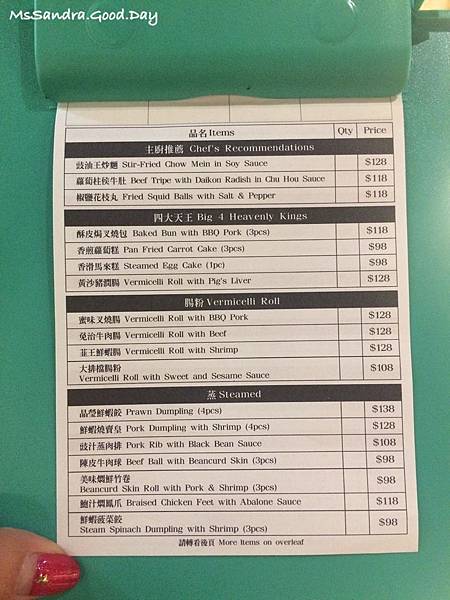 MsSandra.Good.Day
品名 Items Qty Price
主廚推薦 Chef's Recommendations
豉油王炒麵 Stir-Fried Chow Mein in Soy Sauce $128
蘿蔔柱侯牛肚 Beef Tripe with Daikon Radish in Chu Hou Sauce $118
椒鹽花枝丸 Fried Squid Balls with Salt & Pepper $118
四大天王 Big 4 Heavenly Kings
酥皮焗叉燒包 Baked Bun with BBQ Pork (3pcs) $118
香煎蘿蔔糕 Pan Fried Carrot Cake (3pcs) $98
香滑馬來糕 Steamed Egg Cake (1pc) $98
黃沙豬潤腸 Vermicelli Roll with Pig's Liver $128
腸粉 Vermicelli Roll
蜜味叉燒腸 Vermicelli Roll with BBQ Pork $128
免治牛肉腸 Vermicelli Roll with Beef $128
韮王鮮蝦腸 Vermicelli Roll with Shrimp $128
大排檔腸粉
Vermicelli Roll with Sweet and Sesame Sauce $108
蒸 Steamed
晶瑩鮮蝦餃 Prawn Dumpling (4pcs) $138
鮮蝦燒賣皇 Pork Dumpling with Shrimp (4pcs) $128
豉汁蒸肉排 Pork Rib with Black Bean Sauce $108
陳皮牛肉球 Beef Ball with Beancurd Skin (3pcs) $98
美味燜鮮竹卷
Beancurd Skin Roll with Pork & Shrimp (3pcs) $98
鮑汁燜鳳爪 Braised Chicken Feet with Abalone Sauce $118
鮮蝦菠菜餃
Steam Spinach Dumpling with Shrimp (3pcs) $98
請轉看後頁 More Items on overleaf